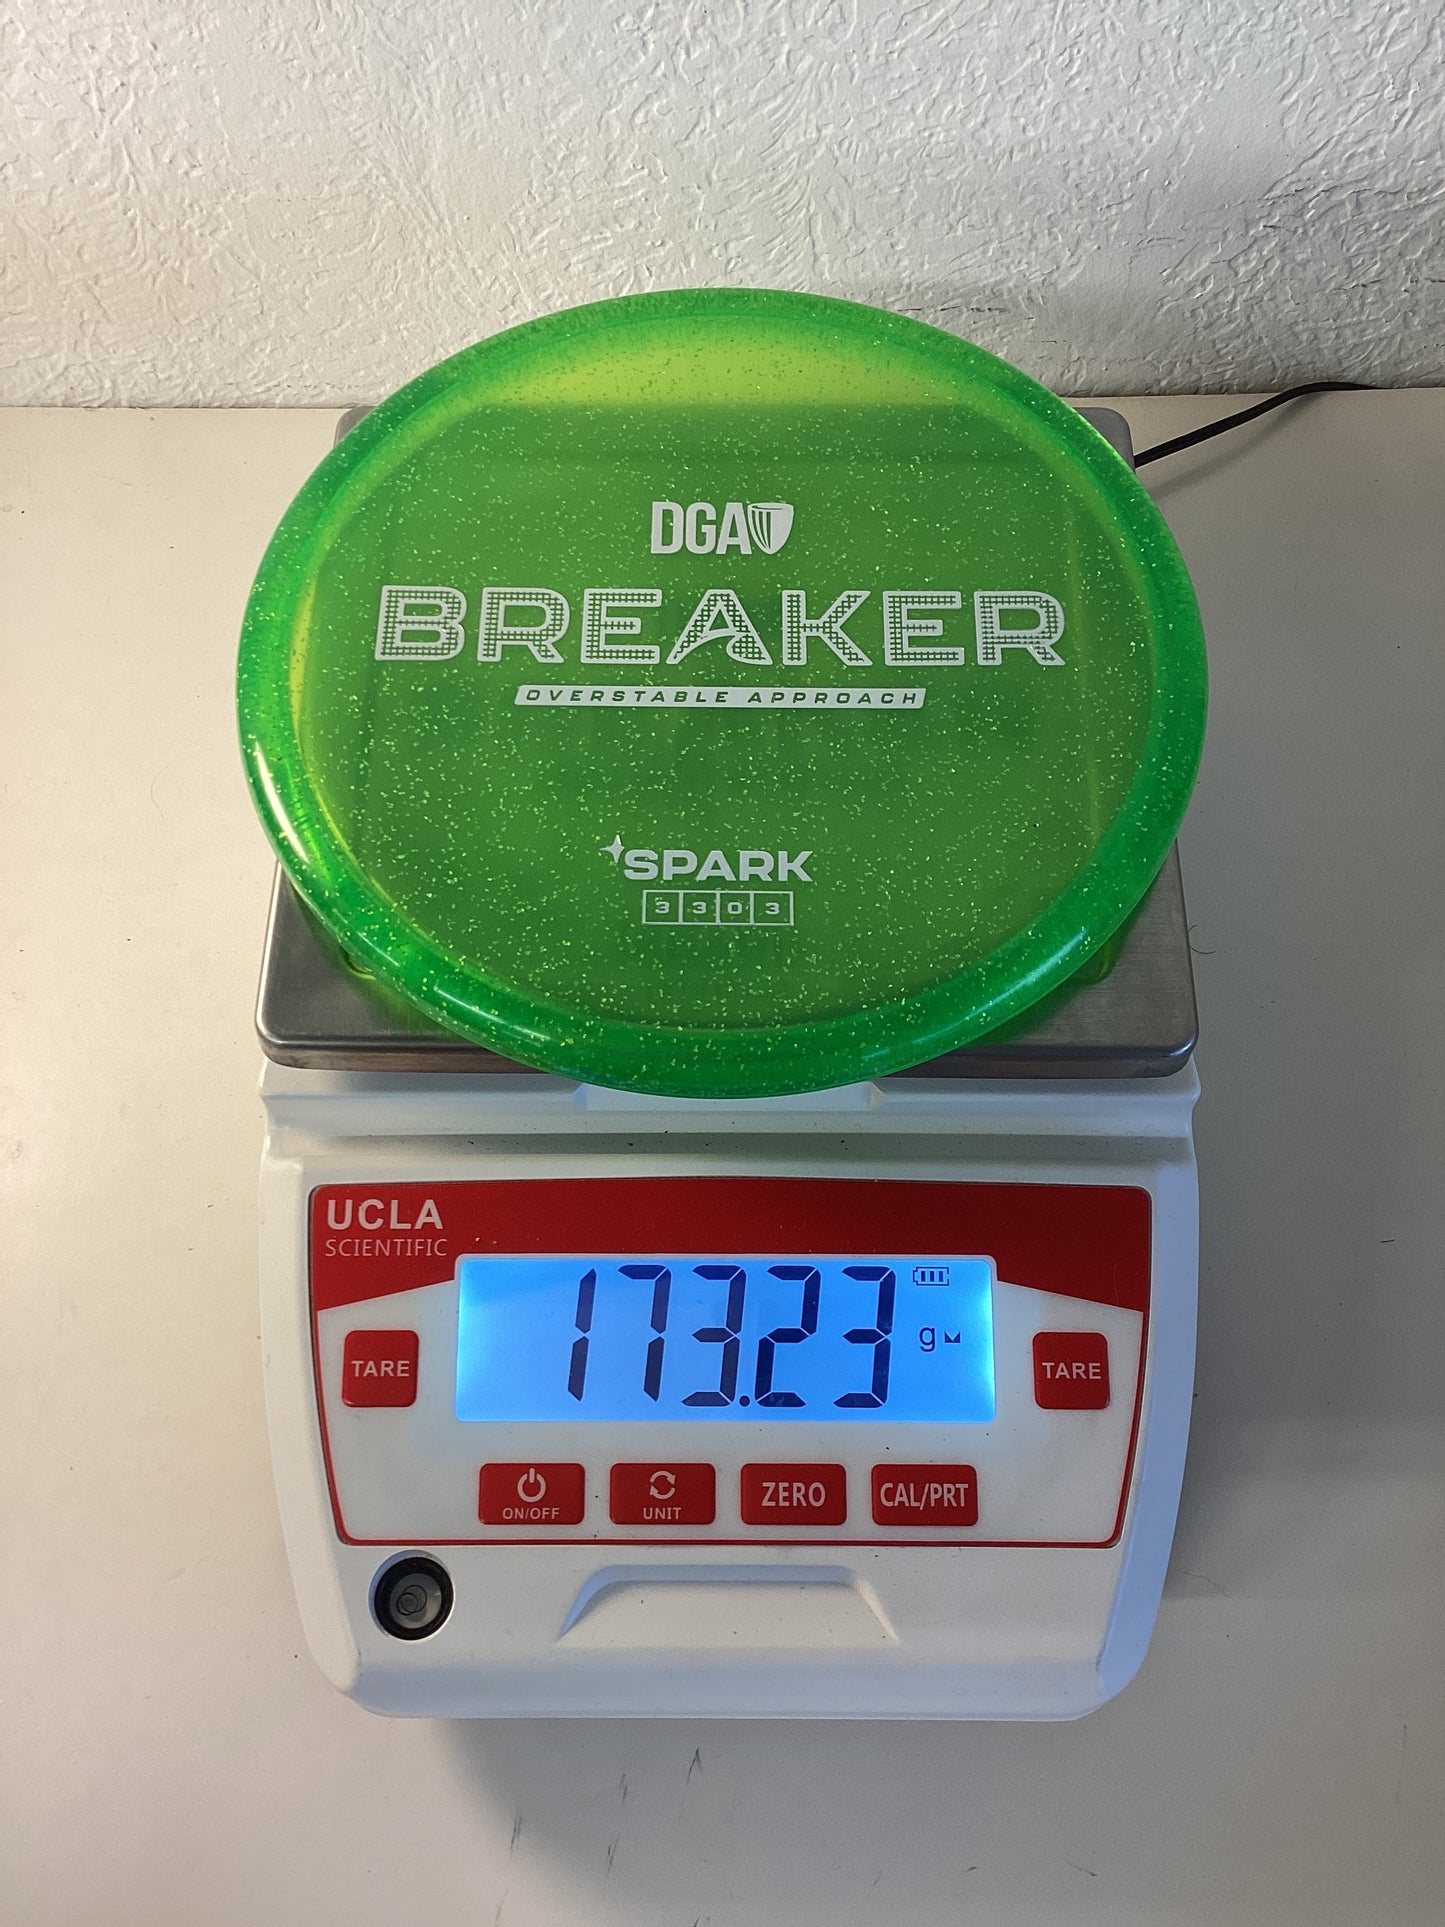 DGA
BREAKER
OVERSTABLE APPROACH
SPARK
3 3 0 3
UCLA
SCIENTIFIC
173.23 g
TARE
TARE
ON/OFF
UNIT
ZERO
CAL/PRT